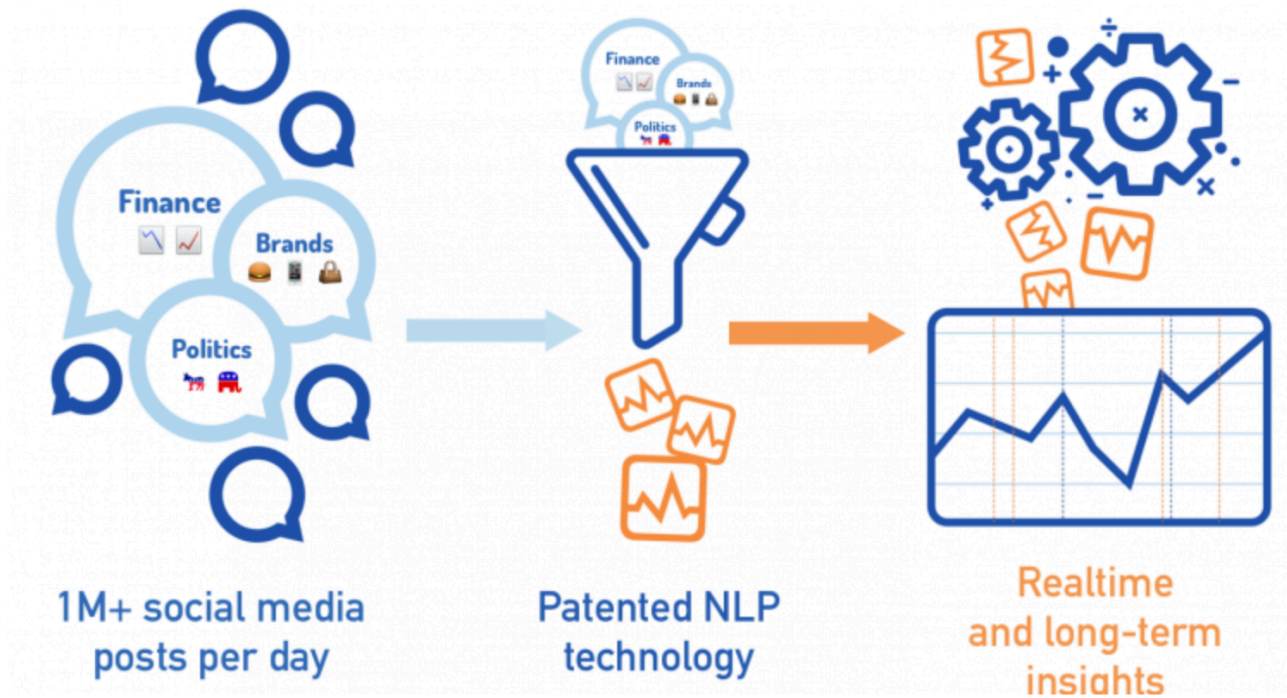 Finance
Brands
Politics
1M+ social media
posts per day
Finance
Brands
Politics
Patented NLP
technology
Realtime
and long-term
insights